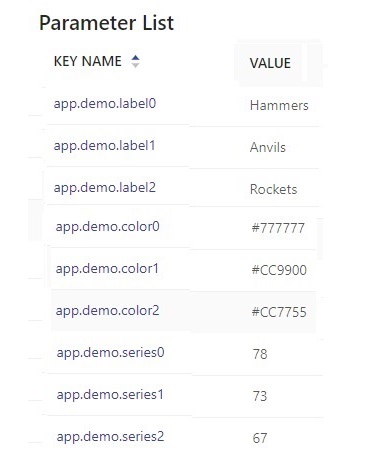 Parameter List
KEY NAME VALUE
app.demo.label0 Hammers
app.demo.label1 Anvils
app.demo.label2 Rockets
app.demo.color0 #777777
app.demo.color1 #CC9900
app.demo.color2 #CC7755
app.demo.series0 78
app.demo.series1 73
app.demo.series2 67